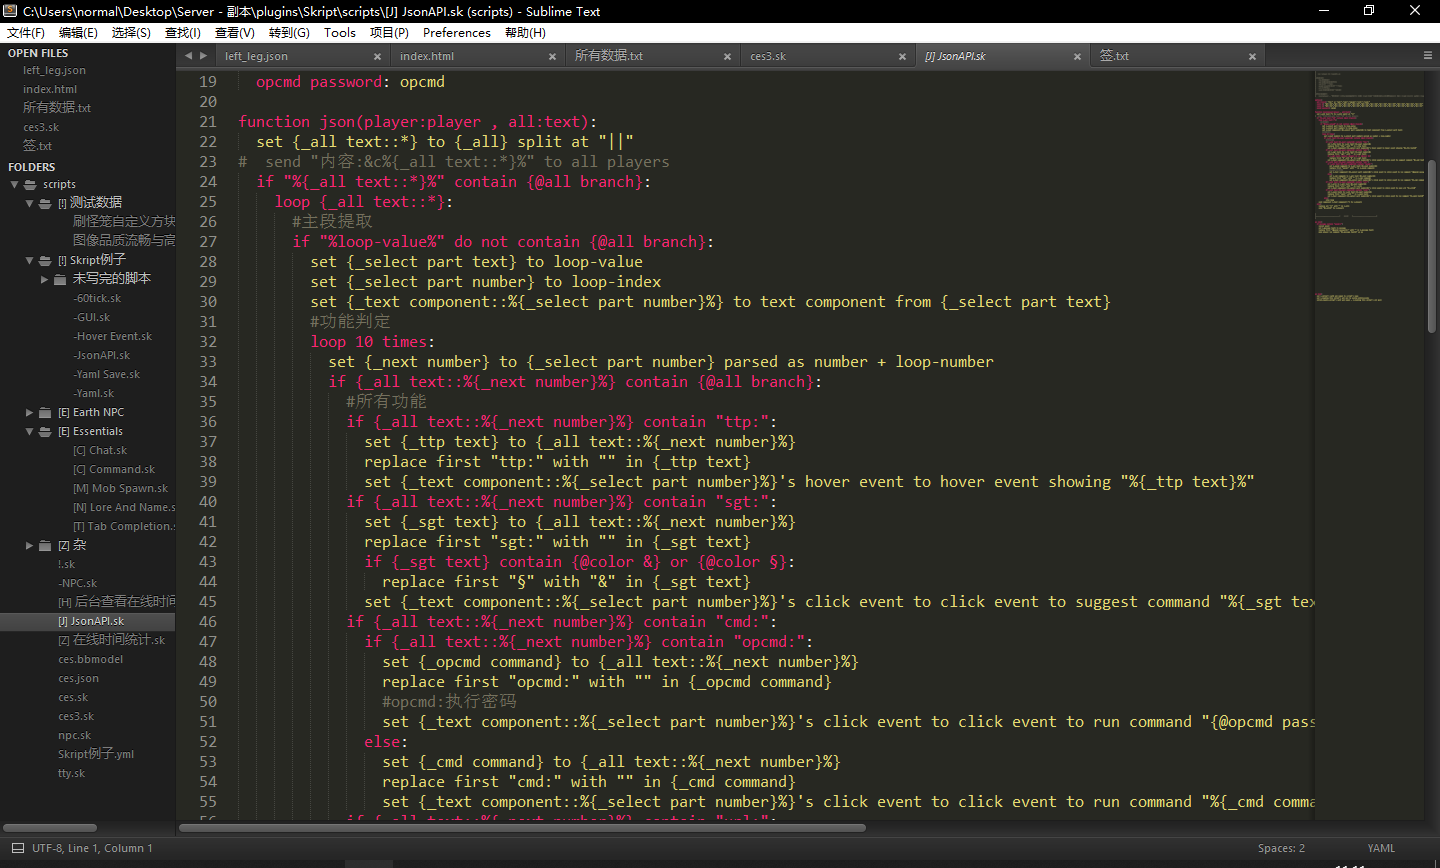 C:\Users\normal\Desktop\Server - 副本\plugins\Skript\scripts\[J] JsonAPI.sk (scripts) - Sublime Text
文件(F) 编辑(E) 选择(S) 查找(I) 查看(V) 转到(G) Tools 项目(P) Preferences 帮助(H)
OPEN FILES
left_leg.json
index.html
所有数据.txt
ces3.sk
签.txt
FOLDERS
scripts
[!] 测试数据
刷怪笼自定义方块
图像品质流畅与高
[!] Skript例子
未写完的脚本
-60tick.sk
-GUI.sk
-Hover Event.sk
-JsonAPI.sk
-Yaml Save.sk
-Yaml.sk
[E] Earth NPC
[E] Essentials
[C] Chat.sk
[C] Command.sk
[M] Mob Spawn.sk
[N] Lore And Name.s
[T] Tab Completion.s
[Z] 杂
!.sk
-NPC.sk
[H] 后台查看在线时间
[J] JsonAPI.sk
[Z] 在线时间统计.sk
ces.bbmodel
ces.json
ces.sk
ces3.sk
npc.sk
Skript例子.yml
tty.sk
left_leg.json index.html 所有数据.txt ces3.sk [J] JsonAPI.sk 签.txt
19 opcmd password: opcmd
20
21 function json(player:player , all:text):
22 set {_all text::*} to {_all} split at "||"
23 # send "内容:&c%{_all text::*}%" to all players
24 if "%{_all text::*}%" contain {@all branch}:
25 loop {_all text::*}:
26 #主段提取
27 if "%loop-value%" do not contain {@all branch}:
28 set {_select part text} to loop-value
29 set {_select part number} to loop-index
30 set {_text component::%{_select part number}%} to text component from {_select part text}
31 #功能判定
32 loop 10 times:
33 set {_next number} to {_select part number} parsed as number + loop-number
34 if {_all text::%{_next number}%} contain {@all branch}:
35 #所有功能
36 if {_all text::%{_next number}%} contain "ttp:":
37 set {_ttp text} to {_all text::%{_next number}%}
38 replace first "ttp:" with "" in {_ttp text}
39 set {_text component::%{_select part number}%}'s hover event to hover event showing "%{_ttp text}%"
40 if {_all text::%{_next number}%} contain "sgt:":
41 set {_sgt text} to {_all text::%{_next number}%}
42 replace first "sgt:" with "" in {_sgt text}
43 if {_sgt text} contain {@color &} or {@color §}:
44 replace first "§" with "&" in {_sgt text}
45 set {_text component::%{_select part number}%}'s click event to click event to suggest command "%{_sgt tex
46 if {_all text::%{_next number}%} contain "cmd:":
47 if {_all text::%{_next number}%} contain "opcmd:":
48 set {_opcmd command} to {_all text::%{_next number}%}
49 replace first "opcmd:" with "" in {_opcmd command}
50 #opcmd:执行密码
51 set {_text component::%{_select part number}%}'s click event to click event to run command "{@opcmd pass
52 else:
53 set {_cmd command} to {_all text::%{_next number}%}
54 replace first "cmd:" with "" in {_cmd command}
55 set {_text component::%{_select part number}%}'s click event to click event to run command "%{_cmd comma
UTF-8, Line 1, Column 1 Spaces: 2 YAML